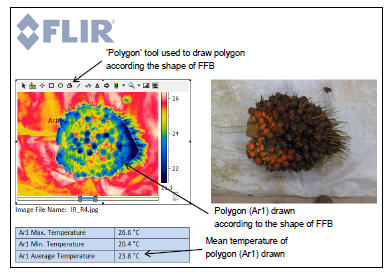 FLIR
'Polygon' tool used to draw polygon
according the shape of FFB
Ar1
26
24
22
Image File Name: IR_R4.jpg
Polygon (Ar1) drawn
according to the shape of FFB
Ar1 Max. Temperature 26.6 °C
Ar1 Min. Temperature 20.4 °C
Ar1 Average Temperature 23.8 °C
Mean temperature of
polygon (Ar1) drawn